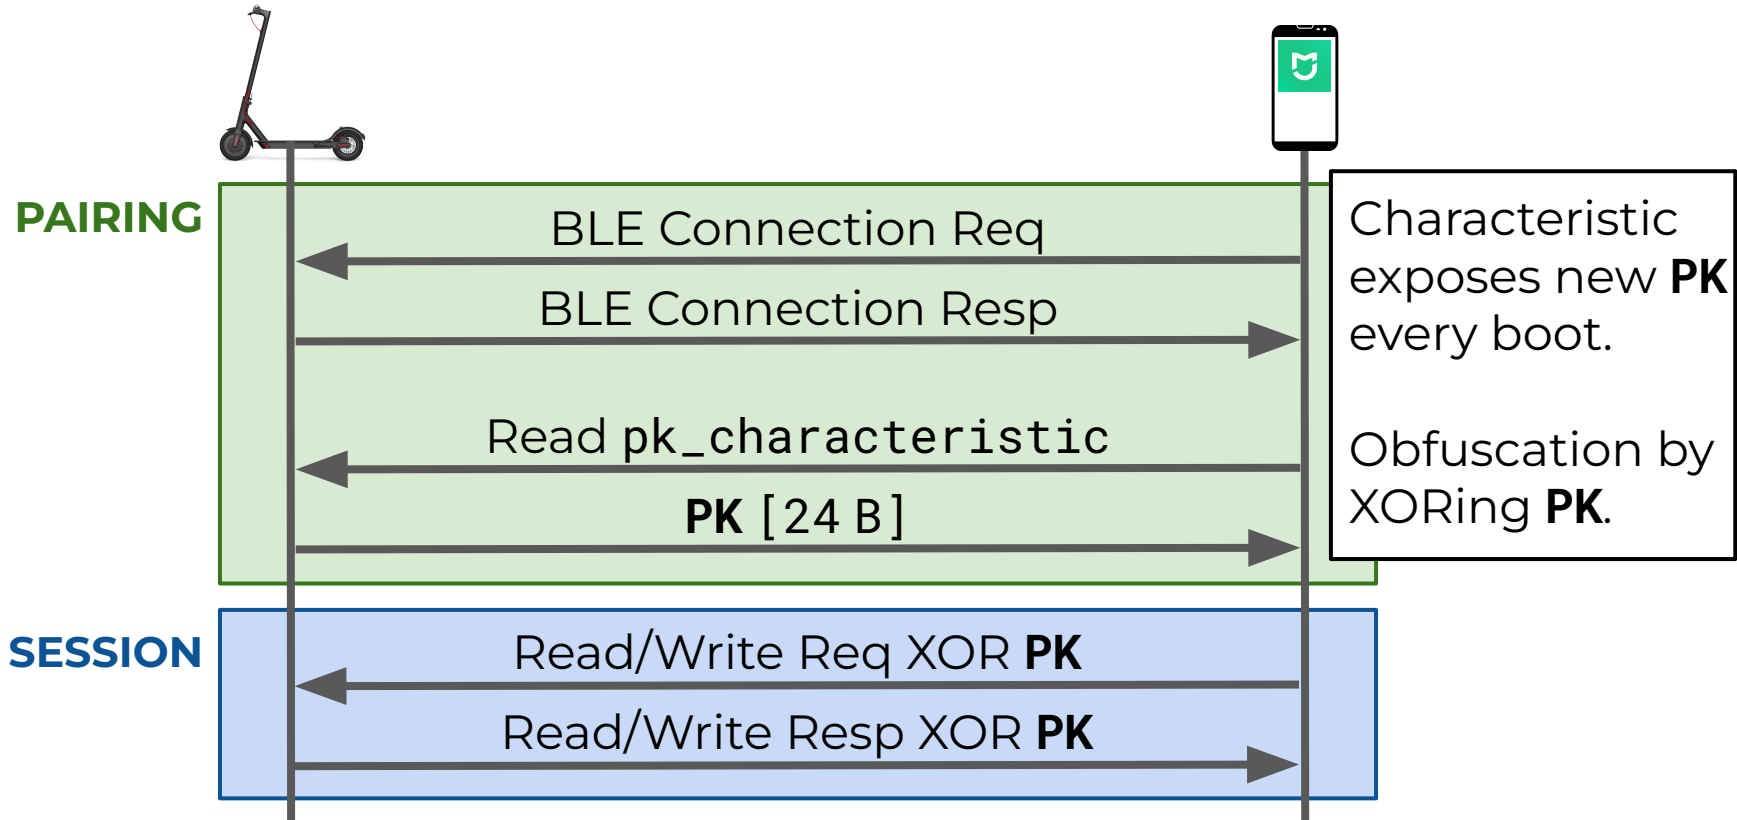 PAIRING
BLE Connection Req
BLE Connection Resp
Read pk_characteristic
PK [24 B]
Characteristic
exposes new PK
every boot.
Obfuscation by
XORing PK.
SESSION
Read/Write Req XOR PK
Read/Write Resp XOR PK